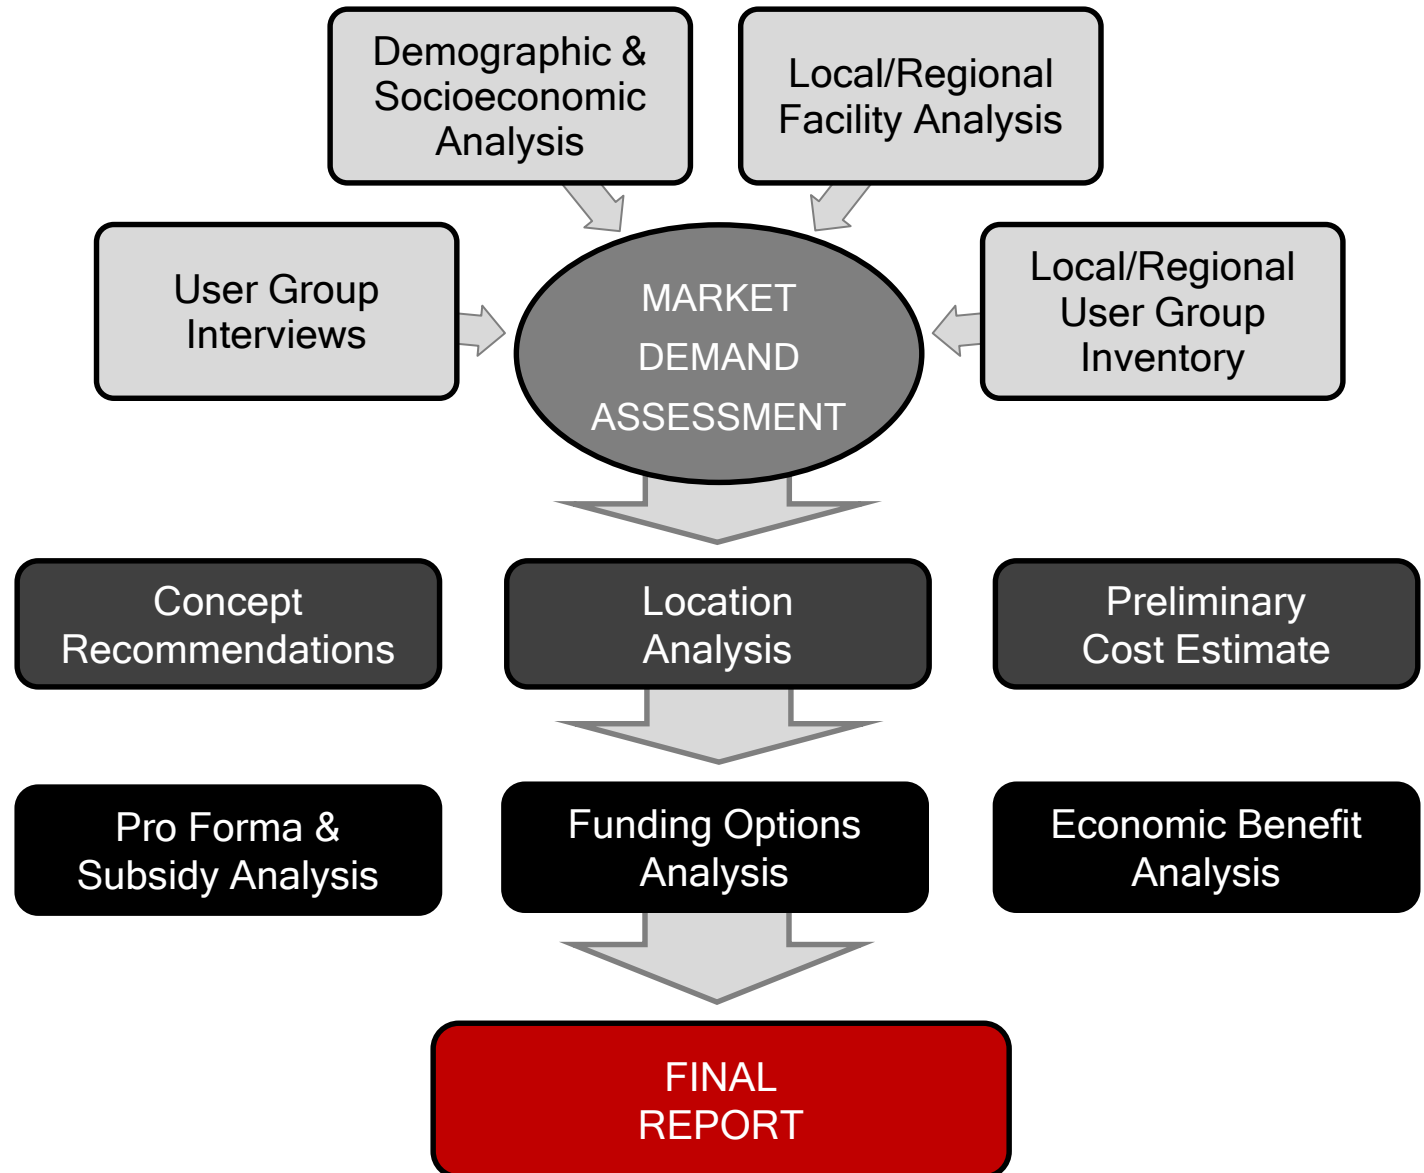 Demographic &
Socioeconomic
Analysis
Local/Regional
Facility Analysis
User Group
Interviews
MARKET
DEMAND
ASSESSMENT
Local/Regional
User Group
Inventory
Concept
Recommendations
Location
Analysis
Preliminary
Cost Estimate
Pro Forma &
Subsidy Analysis
Funding Options
Analysis
Economic Benefit
Analysis
FINAL
REPORT